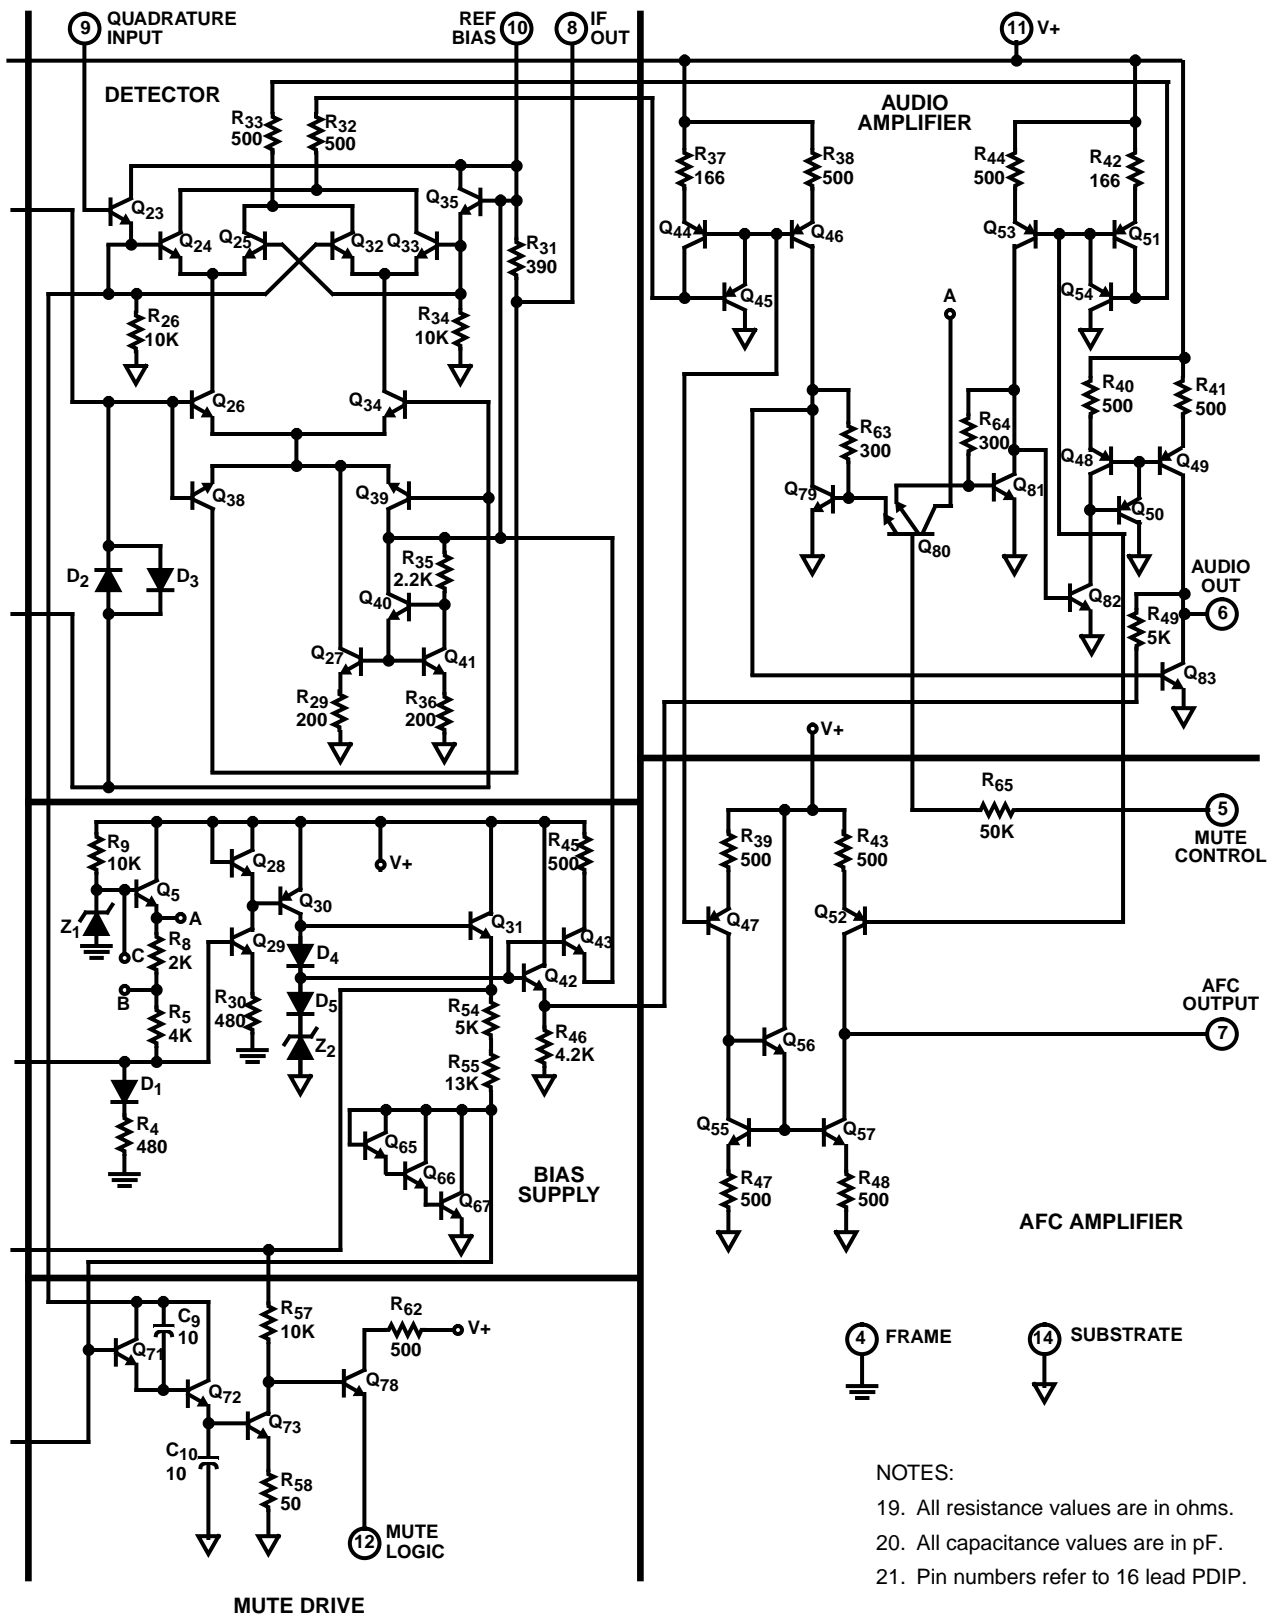 9 QUADRATURE INPUT
REF BIAS 10
8 IF OUT
11 V+
DETECTOR
AUDIO AMPLIFIER
R33 500
R32 500
R37 166
R38 500
R44 500
R42 166
Q23
Q35
Q24
Q25
Q32
Q33
R31 390
Q44
Q46
Q53
Q51
Q45
A
Q54
R26 10K
R34 10K
Q26
Q34
R40 500
R41 500
R63 300
R64 300
Q38
Q39
Q79
Q81
Q48
Q49
Q50
Q80
R35 2.2K
D2
D3
Q40
Q82
AUDIO OUT
6
R49 5K
Q27
Q41
Q83
R29 200
R36 200
V+
R65 50K
5
MUTE CONTROL
R9 10K
Q28
V+
R45 500
R39 500
R43 500
Q5
Q30
A
Z1
Q31
Q47
Q52
R8 2K
Q29
D4
Q43
C
Q42
B
R30 480
D5
AFC OUTPUT
7
R5 4K
R54 5K
R46 4.2K
Z2
Q56
D1
R55 13K
R4 480
Q65
Q66
Q67
BIAS SUPPLY
Q55
Q57
R47 500
R48 500
AFC AMPLIFIER
C9 10
R57 10K
R62 500
V+
4 FRAME
14 SUBSTRATE
Q71
Q72
Q78
Q73
C10 10
R58 50
12 MUTE LOGIC
MUTE DRIVE
NOTES:
19. All resistance values are in ohms.
20. All capacitance values are in pF.
21. Pin numbers refer to 16 lead PDIP.